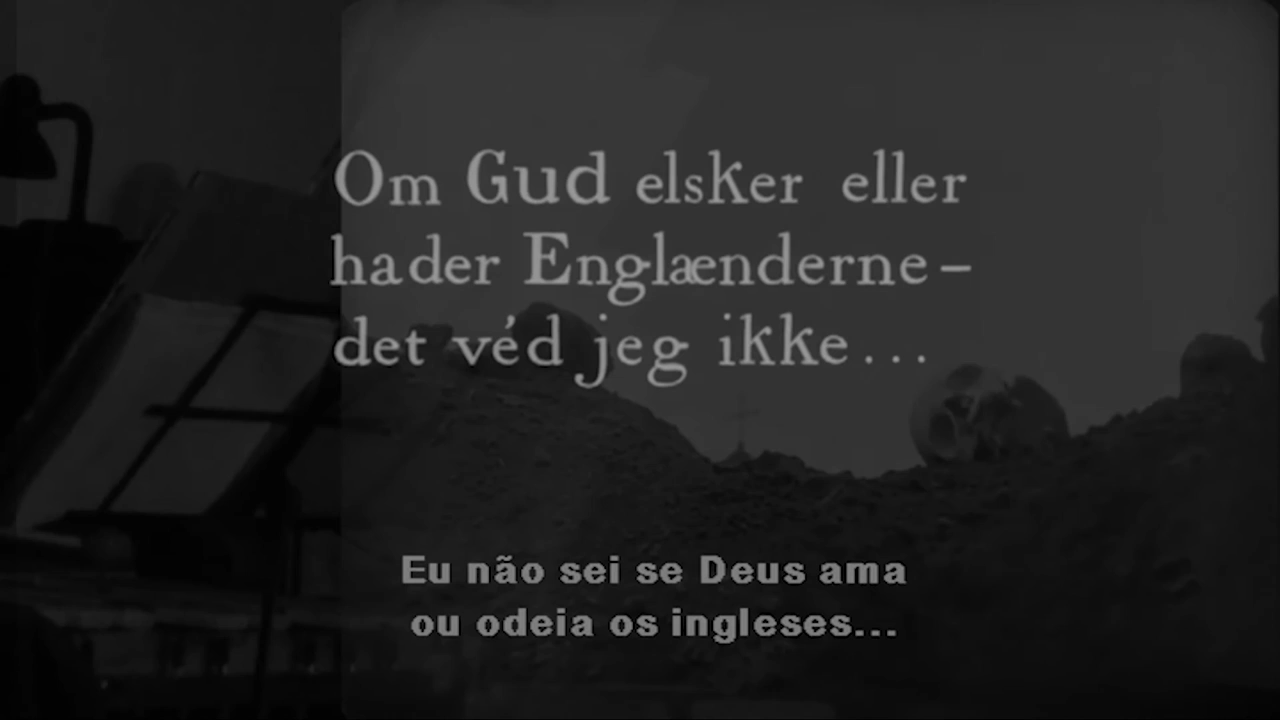 Om Gud elsker eller
hader Englænderne –
det véd jeg ikke...
Eu não sei se Deus ama
ou odeia os ingleses...